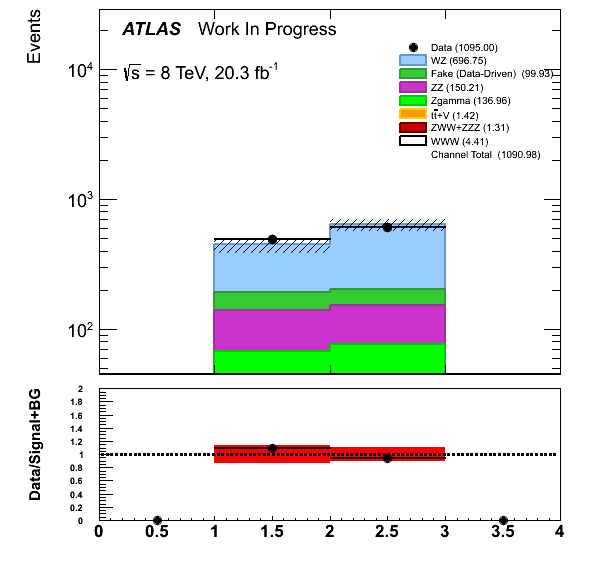 Events
ATLAS Work In Progress
√s = 8 TeV, 20.3 fb⁻¹
Data (1095.00)
WZ (696.75)
Fake (Data-Driven) (99.93)
ZZ (150.21)
Zgamma (136.96)
tt̄+V (1.42)
ZWW+ZZZ (1.31)
WWW (4.41)
Channel Total (1090.98)
10⁴
10³
10²
Data/Signal+BG
2
1.8
1.6
1.4
1.2
1
0.8
0.6
0.4
0.2
0
0 0.5 1 1.5 2 2.5 3 3.5 4